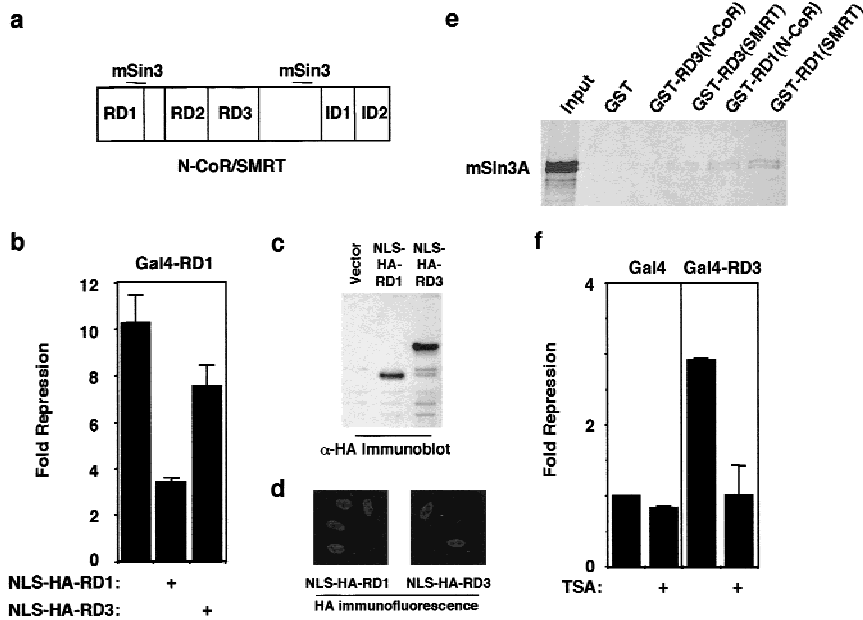 a
mSin3 mSin3
RD1 RD2 RD3 ID1 ID2
N-CoR/SMRT
e
Input GST GST-RD3(N-CoR) GST-RD3(SMRT) GST-RD1(N-CoR) GST-RD1(SMRT)
mSin3A
b
Gal4-RD1
Fold Repression
12
10
8
6
4
2
0
NLS-HA-RD1: +
NLS-HA-RD3: +
c
Vector
NLS-
HA-
RD1
NLS-
HA-
RD3
α-HA Immunoblot
d
NLS-HA-RD1 NLS-HA-RD3
HA immunofluorescence
f
Gal4 Gal4-RD3
Fold Repression
4
2
0
TSA: + +